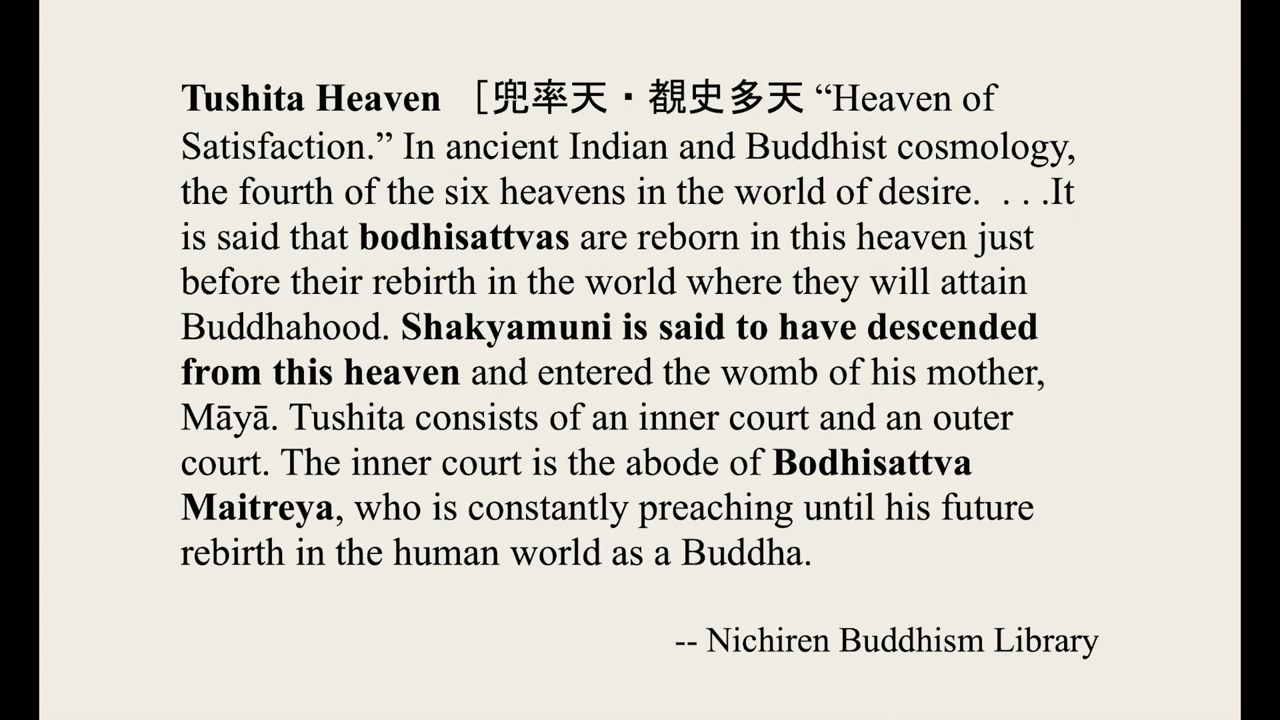 Tushita Heaven [兜率天・覩史多天 “Heaven of
Satisfaction.” In ancient Indian and Buddhist cosmology,
the fourth of the six heavens in the world of desire. . . .It
is said that bodhisattvas are reborn in this heaven just
before their rebirth in the world where they will attain
Buddhahood. Shakyamuni is said to have descended
from this heaven and entered the womb of his mother,
Māyā. Tushita consists of an inner court and an outer
court. The inner court is the abode of Bodhisattva
Maitreya, who is constantly preaching until his future
rebirth in the human world as a Buddha.
-- Nichiren Buddhism Library